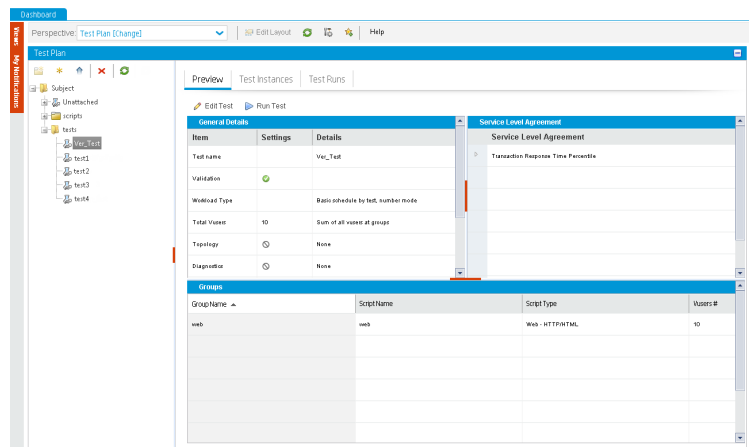 Dashboard
Perspective: Test Plan [Change]
Edit Layout
Help
Views
My Notifications
Test Plan
Subject
Unattached
scripts
tests
Ver_Test
test1
test2
test3
test4
Preview
Test Instances
Test Runs
Edit Test
Run Test
General Details
Item Settings Details
Test name Ver_Test
Validation
Workload Type Basic schedule by test, number mode
Total Vusers 10 Sum of all vusers at groups
Topology None
Diagnostics None
Service Level Agreement
Service Level Agreement
Transaction Response Time Percentile
Groups
Group Name Script Name Script Type Vusers #
web web Web - HTTP/HTML 10